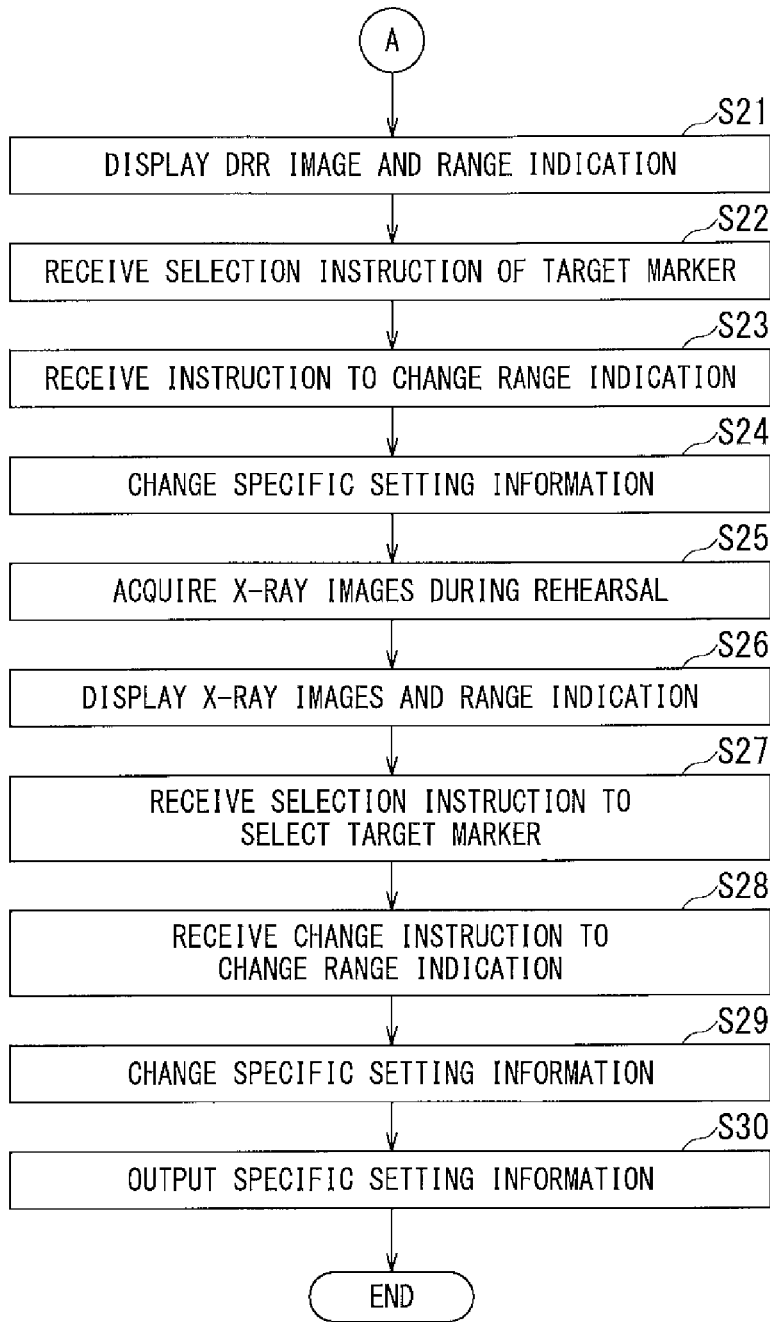 A
S21
DISPLAY DRR IMAGE AND RANGE INDICATION
S22
RECEIVE SELECTION INSTRUCTION OF TARGET MARKER
S23
RECEIVE INSTRUCTION TO CHANGE RANGE INDICATION
S24
CHANGE SPECIFIC SETTING INFORMATION
S25
ACQUIRE X-RAY IMAGES DURING REHEARSAL
S26
DISPLAY X-RAY IMAGES AND RANGE INDICATION
S27
RECEIVE SELECTION INSTRUCTION TO
SELECT TARGET MARKER
S28
RECEIVE CHANGE INSTRUCTION TO
CHANGE RANGE INDICATION
S29
CHANGE SPECIFIC SETTING INFORMATION
S30
OUTPUT SPECIFIC SETTING INFORMATION
END